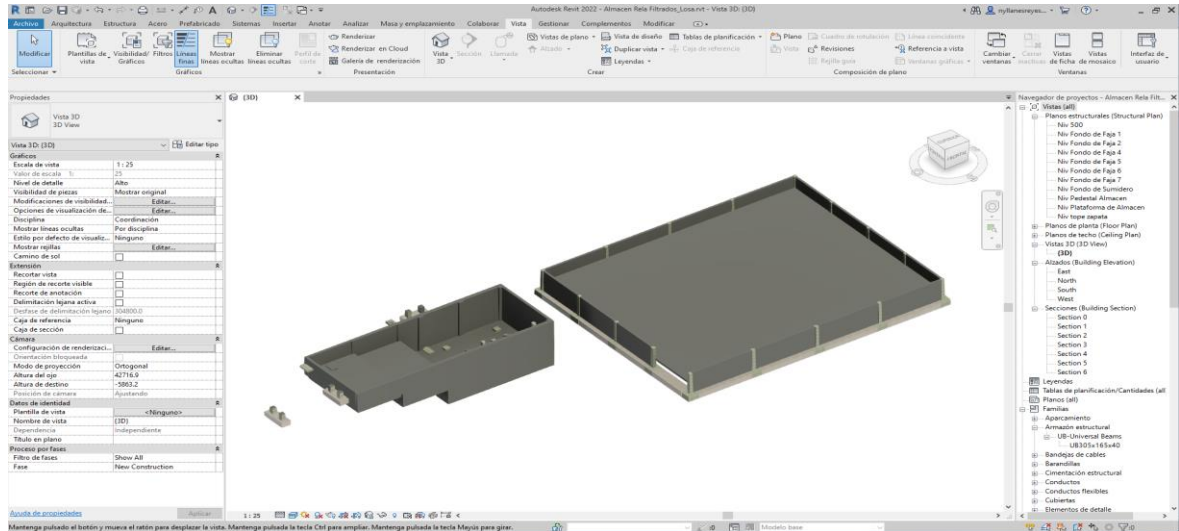 Autodesk Revit 2022 - Almacen Rela Filtrados_Losa.rvt - Vista 3D: {3D}
nyflanesreyes...
Archivo Arquitectura Estructura Acero Prefabricado Sistemas Insertar Anotar Analizar Masa y emplazamiento Colaborar Vista Gestionar Complementos Modificar
Modificar
Plantillas de vista
Visibilidad/ Gráficos
Filtros
Líneas finas
Mostrar líneas ocultas
Eliminar líneas ocultas
Perfil de corte
Renderizar
Renderizar en Cloud
Galería de renderización
Vista 3D
Sección
Llamada
Vistas de plano
Alzado
Vista de diseño
Duplicar vista
Leyendas
Tablas de planificación
Caja de referencia
Plano
Vista
Cuadro de rotulación
Revisiones
Rejilla guía
Línea coincidente
Referencia a vista
Ventanas gráficas
Cambiar ventanas
Cerrar inactivas
Vistas de ficha
Vistas de mosaico
Interfaz de usuario
Seleccionar
Gráficos
Presentación
Crear
Composición de plano
Ventanas
Propiedades
Vista 3D
3D View
Vista 3D: {3D} Editar tipo
Gráficos
Escala de vista 1 : 25
Valor de escala 1: 25
Nivel de detalle Alto
Visibilidad de piezas Mostrar original
Modificaciones de visibilidad... Editar...
Opciones de visualización de... Editar...
Disciplina Coordinación
Mostrar líneas ocultas Por disciplina
Estilo por defecto de visualiz... Ninguno
Mostrar rejillas Editar...
Camino de sol
Extensión
Recortar vista
Región de recorte visible
Recorte de anotación
Delimitación lejana activa
Desfase de delimitación lejano 304800.0
Caja de referencia Ninguno
Caja de sección
Cámara
Configuración de renderizaci... Editar...
Orientación bloqueada
Modo de proyección Ortogonal
Altura del ojo 42716.9
Altura de destino -5863.2
Posición de cámara Ajustando
Datos de identidad
Plantilla de vista <Ninguno>
Nombre de vista {3D}
Dependencia Independiente
Título en plano
Proceso por fases
Filtro de fases Show All
Fase New Construction
Ayuda de propiedades Aplicar
{3D}
FRONTAL
1 : 25
Navegador de proyectos - Almacen Rela Filt...
Vistas (all)
Planos estructurales (Structural Plan)
Niv 500
Niv Fondo de Faja 1
Niv Fondo de Faja 2
Niv Fondo de Faja 4
Niv Fondo de Faja 5
Niv Fondo de Faja 6
Niv Fondo de Faja 7
Niv Fondo de Sumidero
Niv Pedestal Almacen
Niv Plataforma de Almacen
Niv tope zapata
Planos de planta (Floor Plan)
Planos de techo (Ceiling Plan)
Vistas 3D (3D View)
{3D}
Alzados (Building Elevation)
East
North
South
West
Secciones (Building Section)
Section 0
Section 1
Section 2
Section 3
Section 4
Section 5
Section 6
Leyendas
Tablas de planificación/Cantidades (all
Planos (all)
Familias
Aparcamiento
Armazón estructural
UB-Universal Beams
UB305x165x40
Bandejas de cables
Barandillas
Cimentación estructural
Conductos
Conductos flexibles
Cubiertas
Elementos de detalle
Mantenga pulsado el botón y mueva el ratón para desplazar la vista. Mantenga pulsada la tecla Ctrl para ampliar. Mantenga pulsada la tecla Mayús para girar.
Modelo base